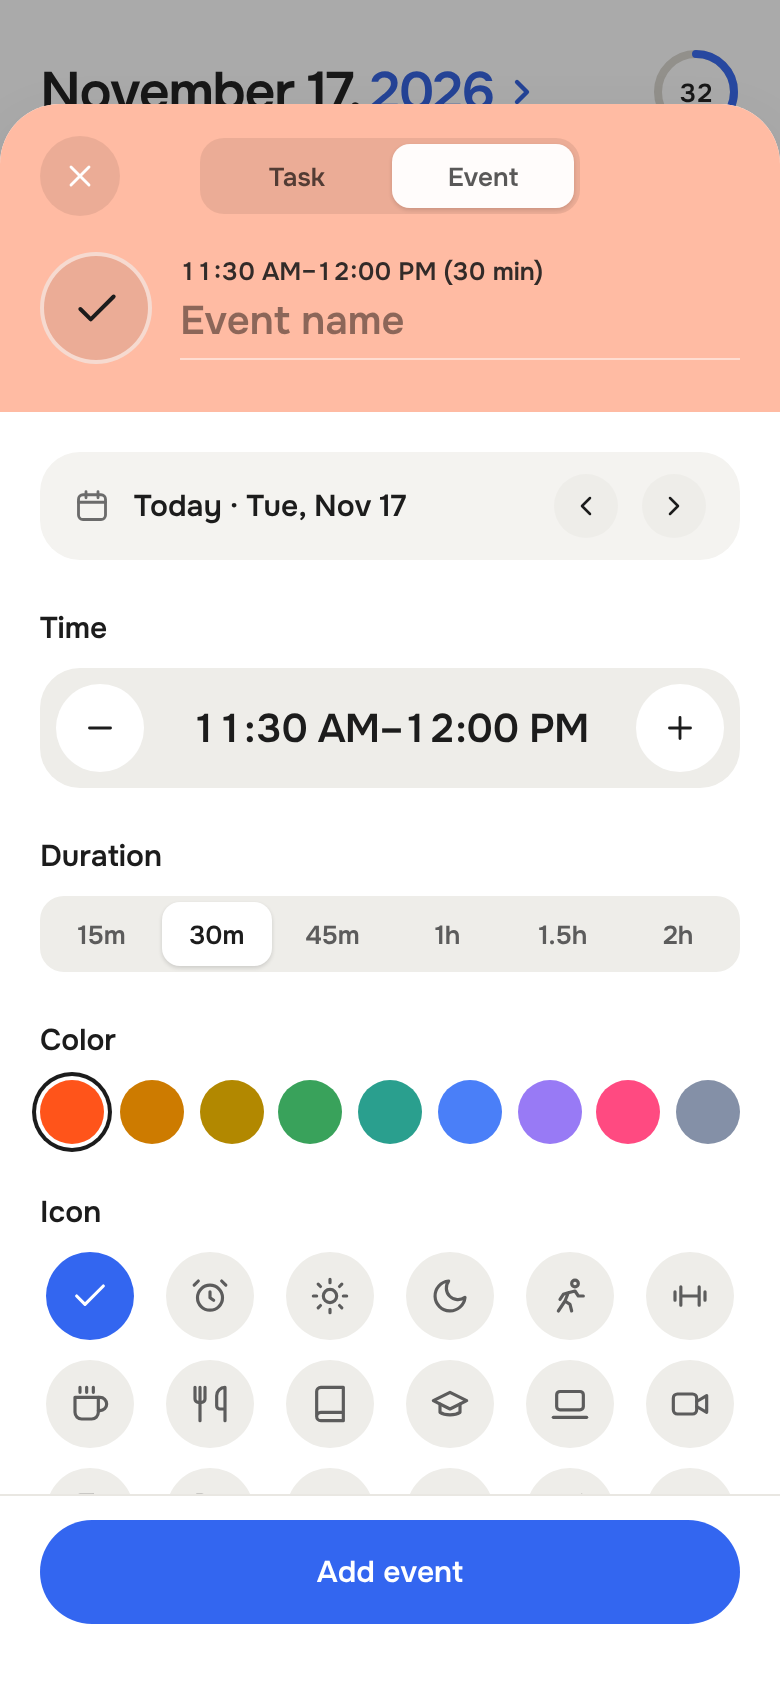 November 17, 2026
32
Task
Event
11:30 AM–12:00 PM (30 min)
Event name
Today · Tue, Nov 17
Time
11:30 AM–12:00 PM
Duration
15m
30m
45m
1h
1.5h
2h
Color
Icon
Add event